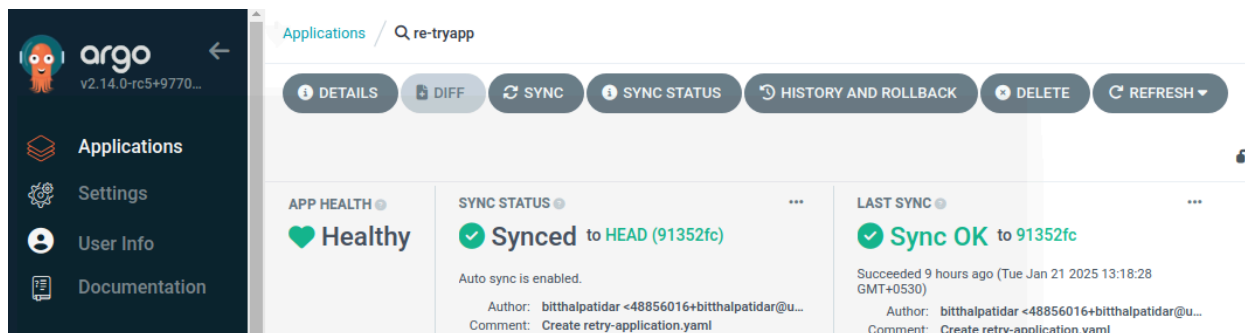 argo
v2.14.0-rc5+9770...
Applications
Settings
User Info
Documentation
Applications / re-tryapp
DETAILS DIFF SYNC SYNC STATUS HISTORY AND ROLLBACK DELETE REFRESH
APP HEALTH
Healthy
SYNC STATUS
Synced to HEAD (91352fc)
Auto sync is enabled.
Author: bitthalpatidar <48856016+bitthalpatidar@u...
Comment: Create retry-application.yaml
LAST SYNC
Sync OK to 91352fc
Succeeded 9 hours ago (Tue Jan 21 2025 13:18:28
GMT+0530)
Author: bitthalpatidar <48856016+bitthalpatidar@u...
Comment: Create retry-application.yaml